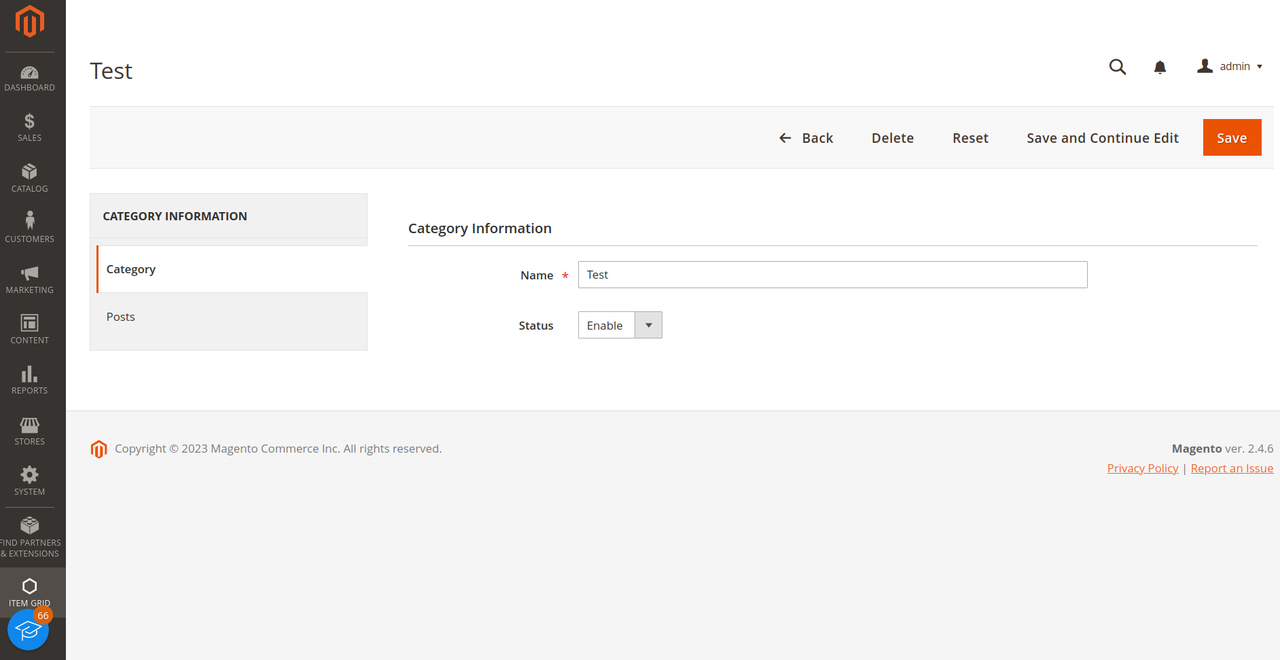 DASHBOARD
SALES
CATALOG
CUSTOMERS
MARKETING
CONTENT
REPORTS
STORES
SYSTEM
FIND PARTNERS
& EXTENSIONS
ITEM GRID
66
Test
admin
Back Delete Reset Save and Continue Edit Save
CATEGORY INFORMATION
Category
Posts
Category Information
Name * Test
Status Enable
Copyright © 2023 Magento Commerce Inc. All rights reserved.
Magento ver. 2.4.6
Privacy Policy | Report an Issue